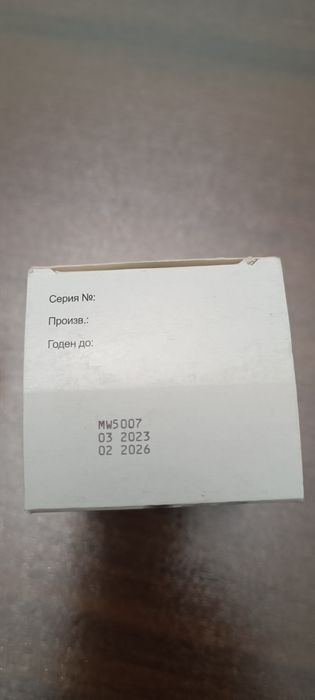 Серия №:
Произв.:
Годен до:
MW5007
03 2023
02 2026